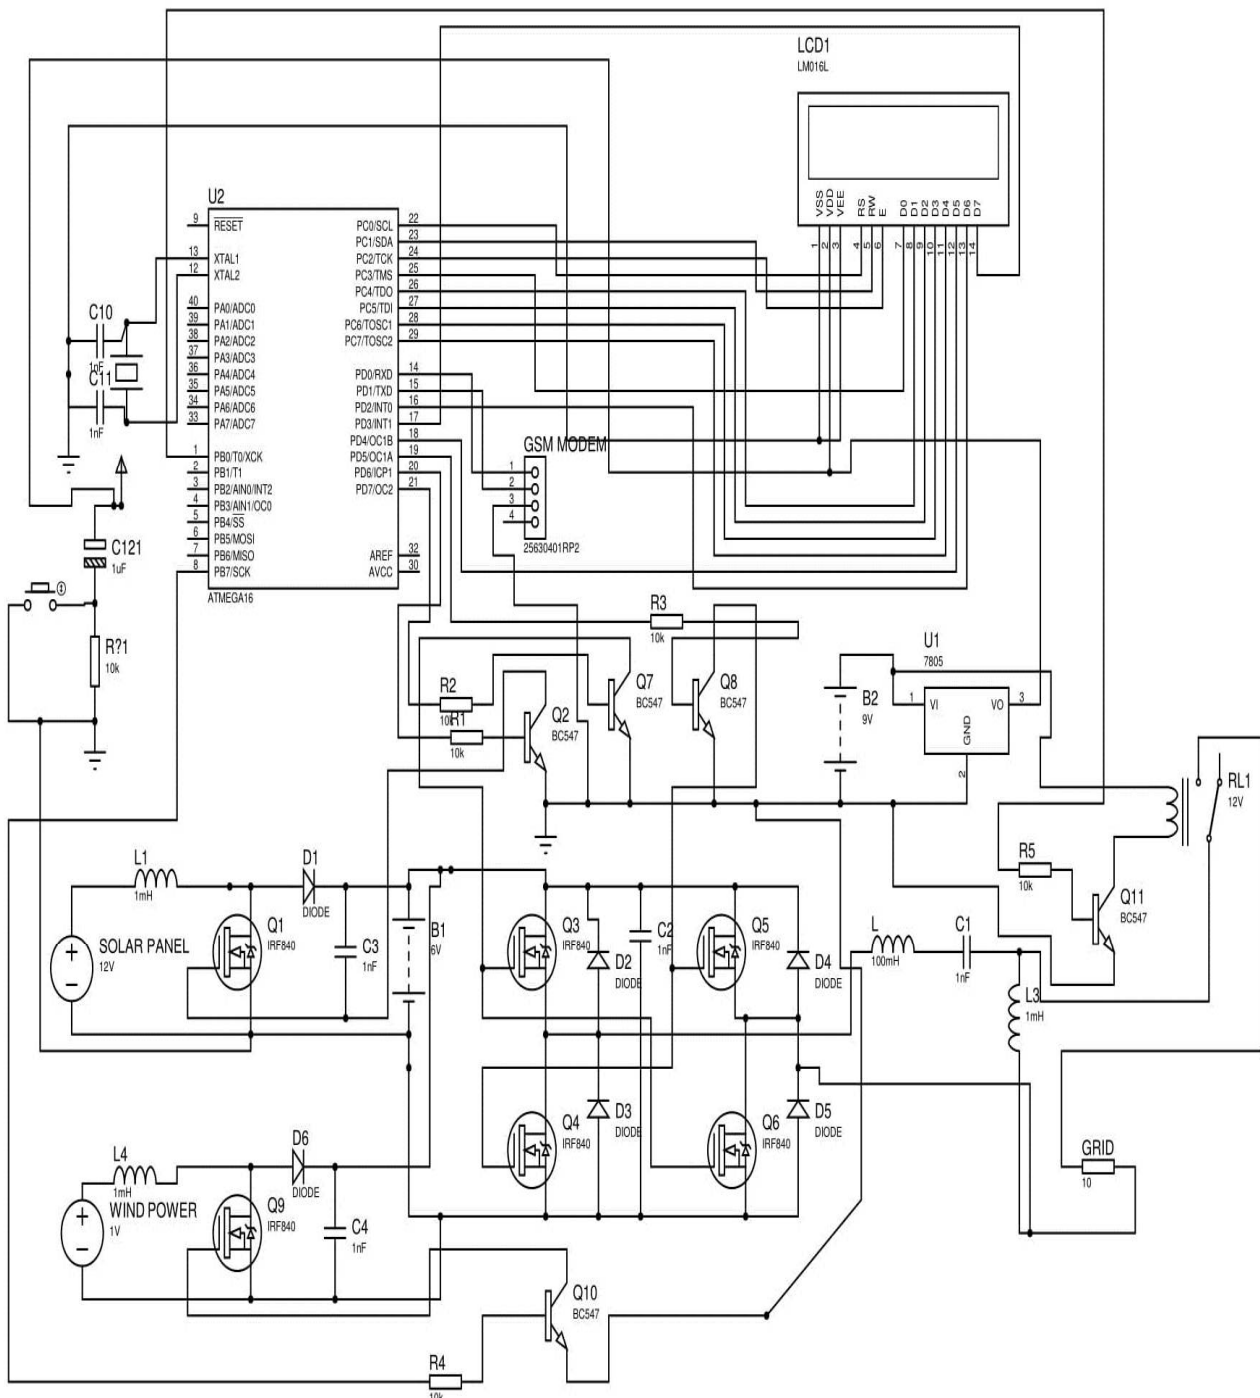 LCD1
LM016L
VSS
VDD
VEE
RS
RW
E
D0
D1
D2
D3
D4
D5
D6
D7
1
2
3
4
5
6
7
8
9
10
11
12
13
14
U2
9 RESET
13 XTAL1
12 XTAL2
40 PA0/ADC0
39 PA1/ADC1
38 PA2/ADC2
37 PA3/ADC3
36 PA4/ADC4
35 PA5/ADC5
34 PA6/ADC6
33 PA7/ADC7
1 PB0/T0/XCK
2 PB1/T1
3 PB2/AIN0/INT2
4 PB3/AIN1/OC0
5 PB4/SS
6 PB5/MOSI
7 PB6/MISO
8 PB7/SCK
PC0/SCL 22
PC1/SDA 23
PC2/TCK 24
PC3/TMS 25
PC4/TDO 26
PC5/TDI 27
PC6/TOSC1 28
PC7/TOSC2 29
PD0/RXD 14
PD1/TXD 15
PD2/INT0 16
PD3/INT1 17
PD4/OC1B 18
PD5/OC1A 19
PD6/ICP1 20
PD7/OC2 21
AREF 32
AVCC 30
ATMEGA16
C10
1nF
C11
1nF
GSM MODEM
1
2
3
4
25630401RP2
C121
1uF
R?1
10k
R3
10k
R2
10k
R1
10k
Q2
BC547
Q7
BC547
Q8
BC547
B2
9V
U1
7805
1 VI
VO 3
GND
2
RL1
12V
R5
10k
Q11
BC547
L1
1mH
D1
DIODE
SOLAR PANEL
12V
Q1
IRF840
C3
1nF
B1
6V
Q3
IRF840
D2
DIODE
C2
1nF
Q5
IRF840
D4
DIODE
L
100mH
C1
1nF
L3
1mH
Q4
IRF840
D3
DIODE
Q6
IRF840
D5
DIODE
GRID
10
L4
1mH
D6
DIODE
WIND POWER
1V
Q9
IRF840
C4
1nF
Q10
BC547
R4
10k